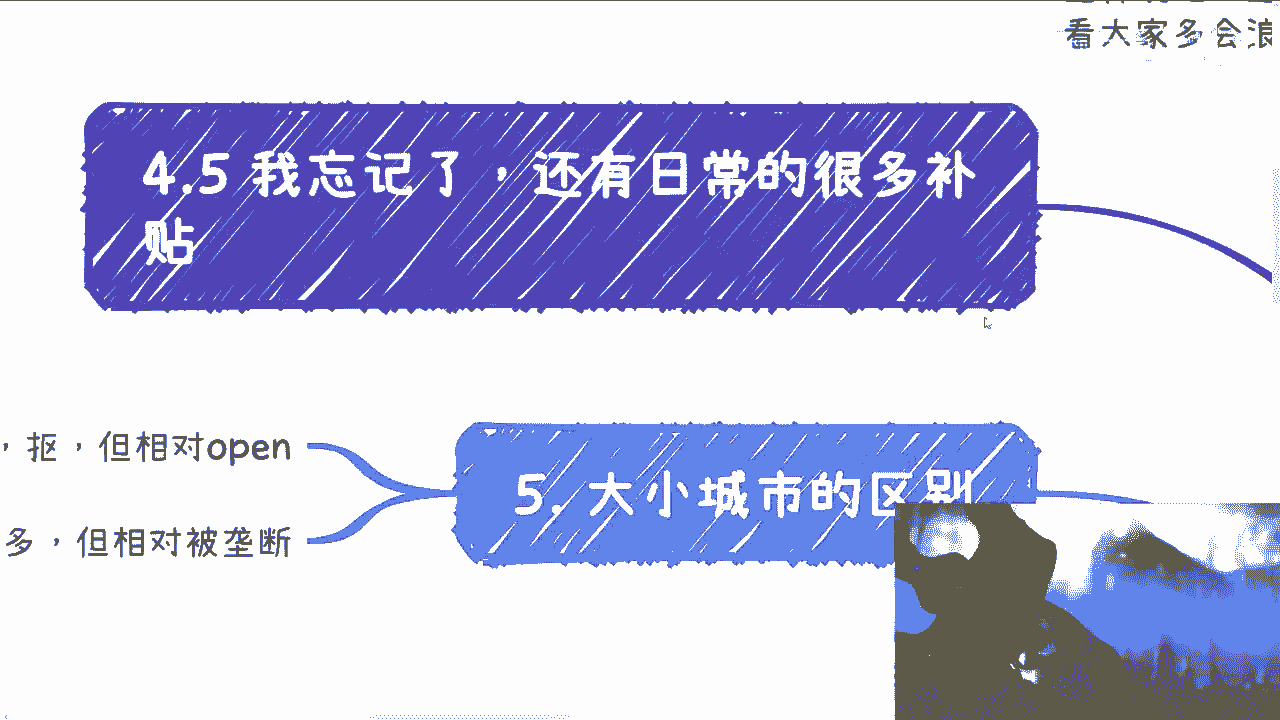 看大家多会浪
4.5 我忘记了，还有日常的很多补
贴
，抠，但相对open
5. 大小城市的区别
多，但相对被垄断